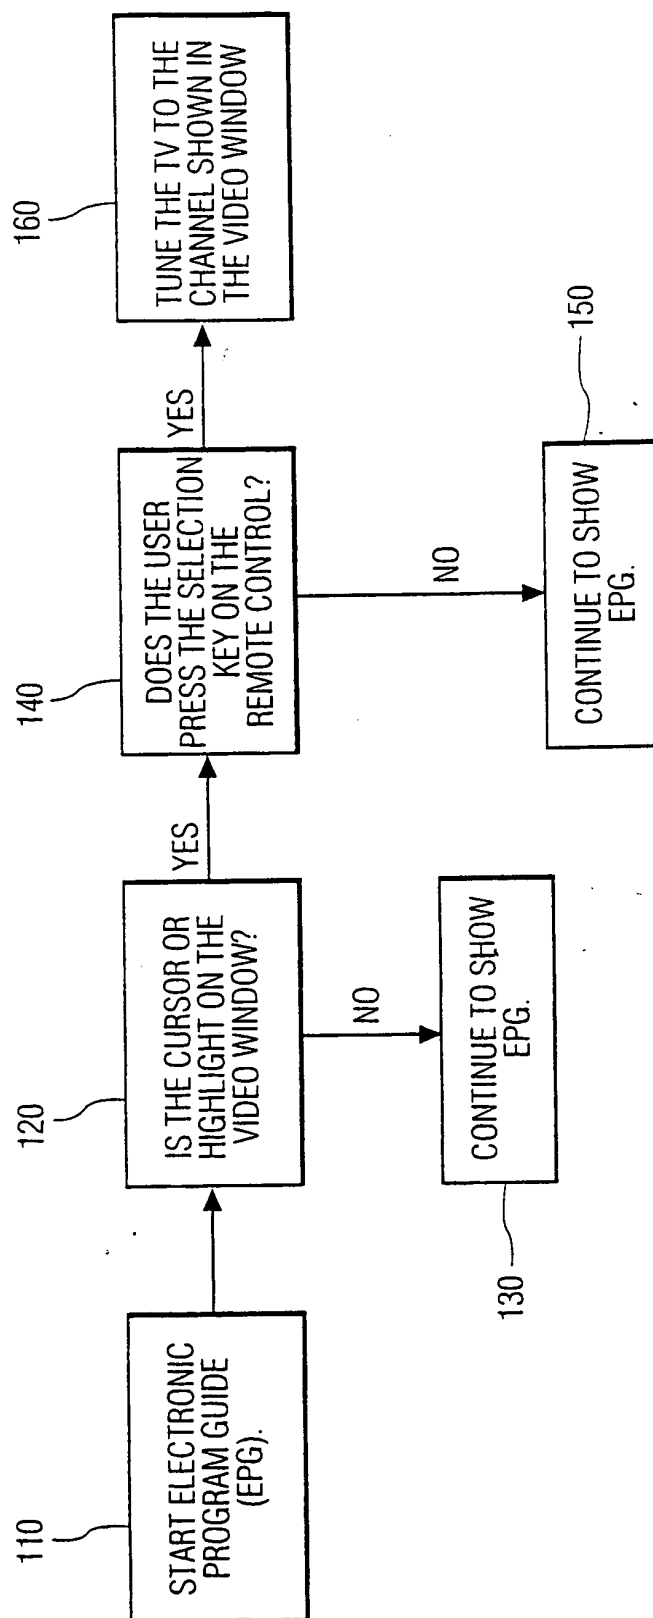 110
START ELECTRONIC
PROGRAM GUIDE
(EPG).
120
IS THE CURSOR OR
HIGHLIGHT ON THE
VIDEO WINDOW?
NO
130
CONTINUE TO SHOW
EPG.
YES
140
DOES THE USER
PRESS THE SELECTION
KEY ON THE
REMOTE CONTROL?
NO
150
CONTINUE TO SHOW
EPG.
YES
160
TUNE THE TV TO THE
CHANNEL SHOWN IN
THE VIDEO WINDOW